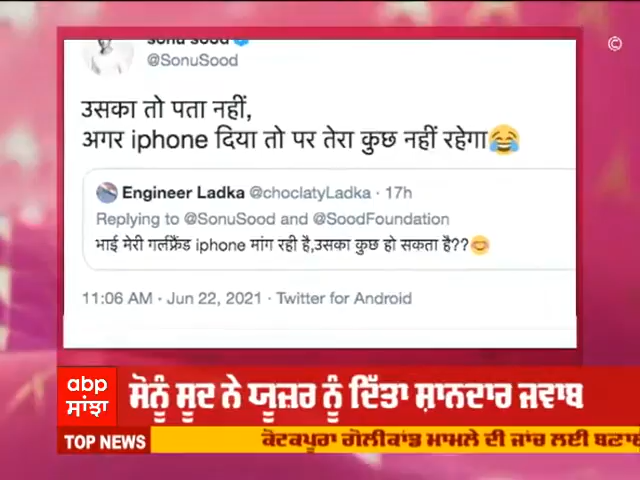 sonu sood
@SonuSood
उसका तो पता नहीं,
अगर iphone दिया तो पर तेरा कुछ नहीं रहेगा😂
Engineer Ladka @choclatyLadka · 17h
Replying to @SonuSood and @SoodFoundation
भाई मेरी गर्लफ्रैंड iphone मांग रही है,उसका कुछ हो सकता है??😊
11:06 AM · Jun 22, 2021 · Twitter for Android
©
abp
ਸਾਂਝਾ
ਸੋਨੂੰ ਸੂਦ ਨੇ ਯੂਜ਼ਰ ਨੂੰ ਦਿੱਤਾ ਸ਼ਾਨਦਾਰ ਜਵਾਬ
TOP NEWS
ਕੋਟਕਪੂਰਾ ਗੋਲੀਕਾਂਡ ਮਾਮਲੇ ਦੀ ਜਾਂਚ ਲਈ